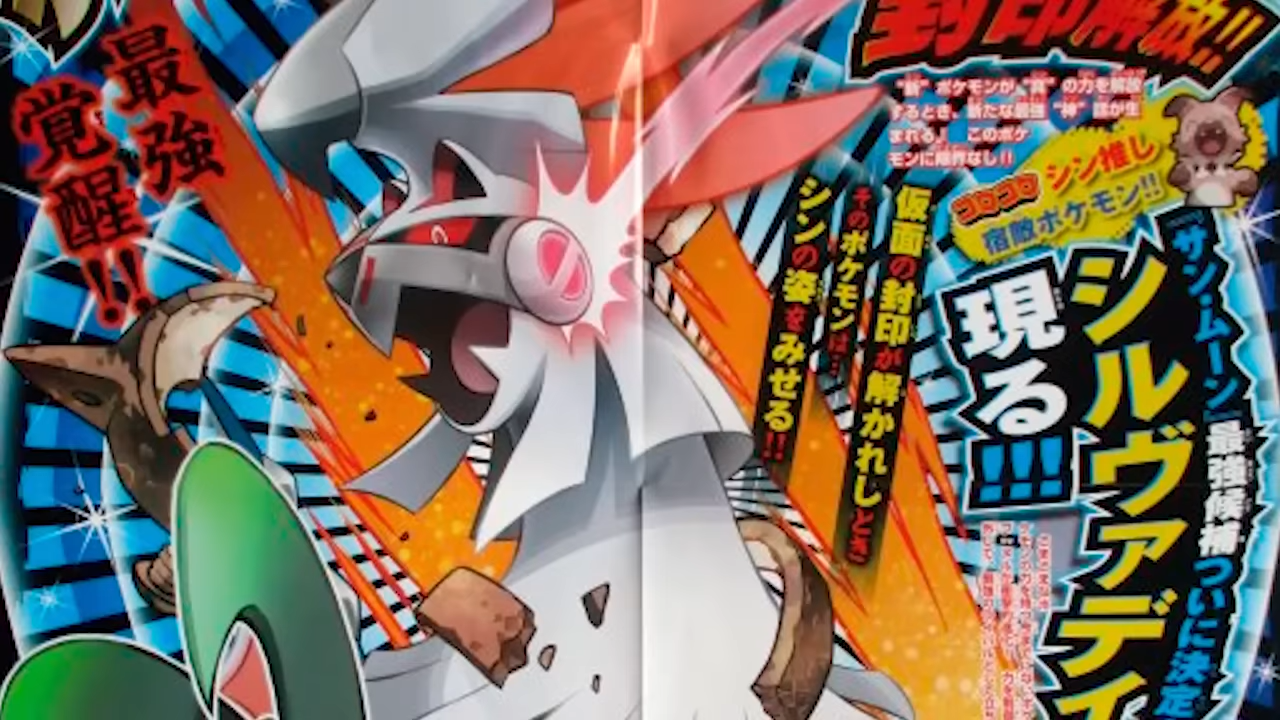 封印解放!!
"新"ポケモンが、"真"の力を解放
するとき、新たな最強"神"話が生
まれる! このポケ
モンに限界なし!!
コロコロ シン推し
宿敵ポケモン!!
『サン・ムーン』最強候補 ついに決定
シルヴァディ
現る!!!
仮面の封印が解かれしとき
そのポケモンは…
シンの姿をみせる!!
最強
覚醒!!